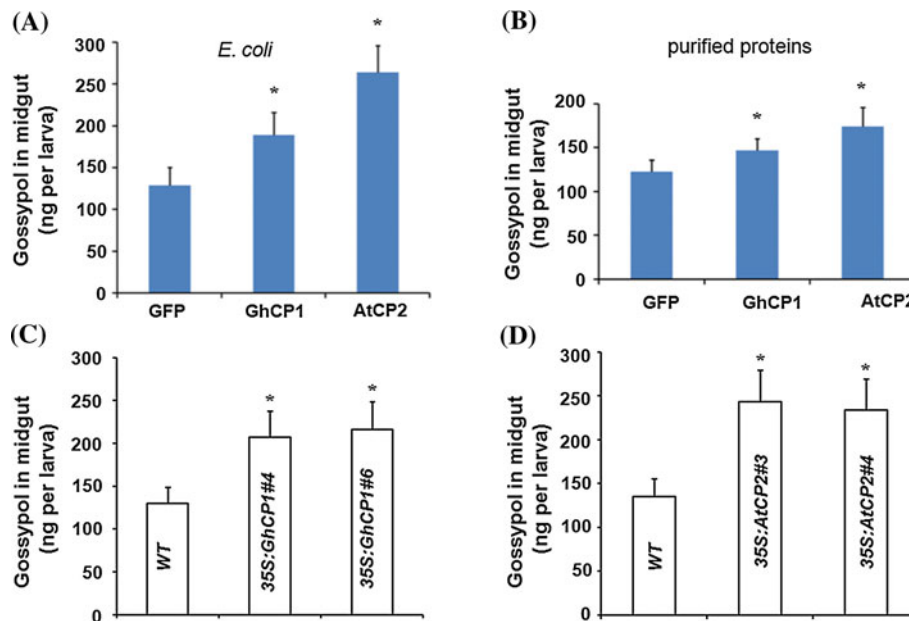 (A)
E. coli
*
*
300
250
200
150
100
50
0
Gossypol in midgut
(ng per larva)
GFP GhCP1 AtCP2
(B)
purified proteins
*
*
200
150
100
50
0
Gossypol in midgut
(ng per larva)
GFP GhCP1 AtCP2
(C)
*
*
300
250
200
150
100
50
0
Gossypol in midgut
(ng per larva)
WT
35S:GhCP1#4
35S:GhCP1#6
(D)
*
*
300
250
200
150
100
50
0
Gossypol in midgut
(ng per larva)
WT
35S:AtCP2#3
35S:AtCP2#4